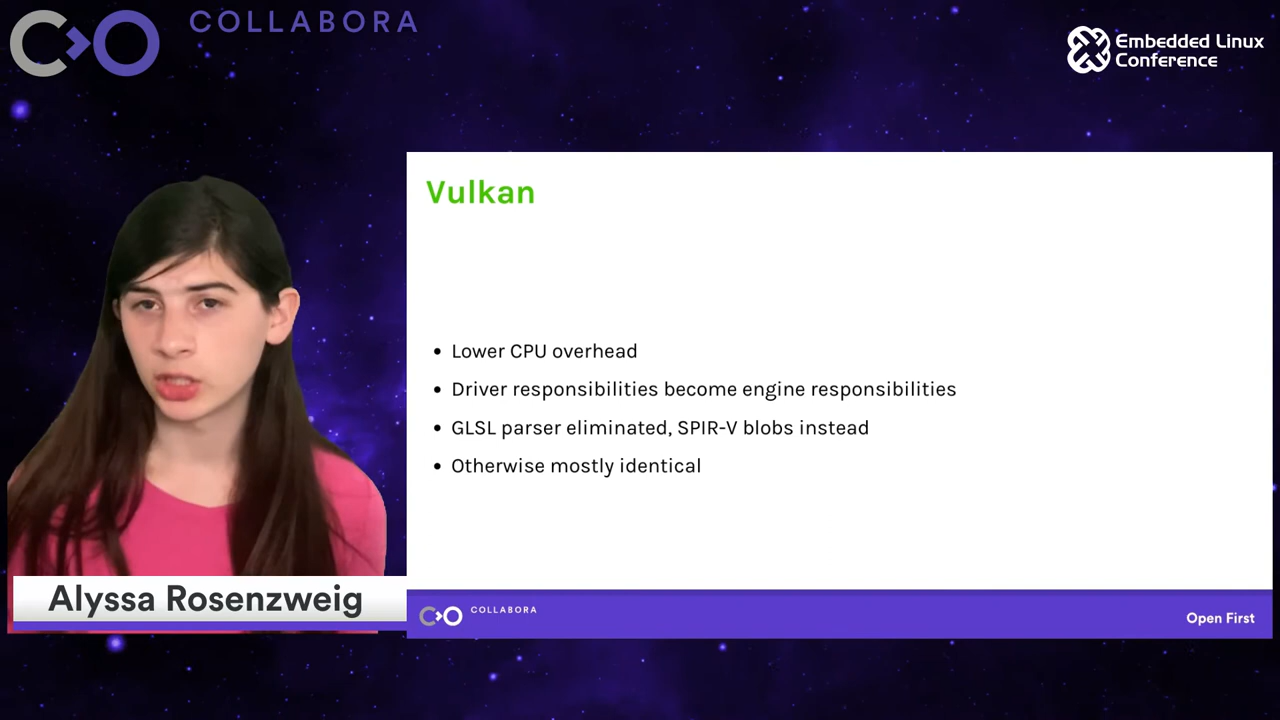 COLLABORA
Embedded Linux
Conference
Vulkan
• Lower CPU overhead
• Driver responsibilities become engine responsibilities
• GLSL parser eliminated, SPIR-V blobs instead
• Otherwise mostly identical
Alyssa Rosenzweig
COLLABORA
Open First